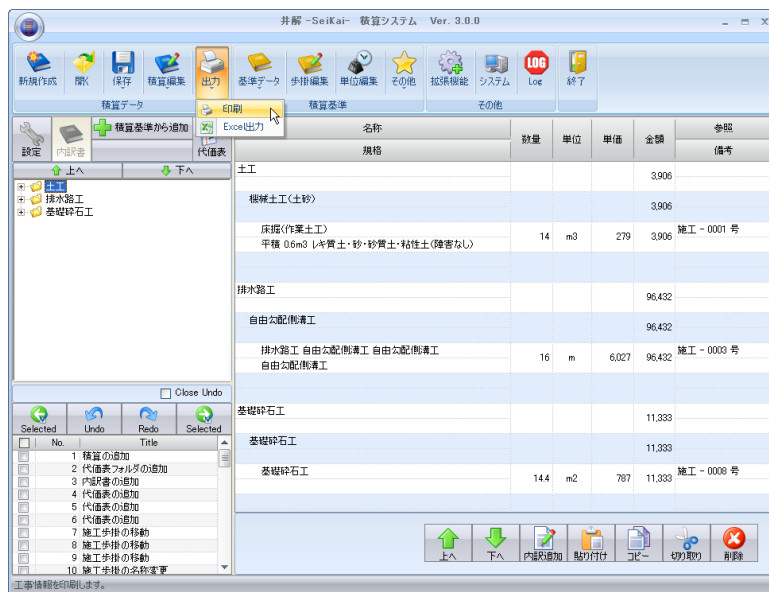 井解 -SeiKai- 積算システム Ver. 3.0.0
新規作成 開く 保存 積算編集 出力 基準データ 歩掛編集 単位編集 その他 拡張機能 システム Log 終了
LOG
積算データ 積算基準 その他
印刷
Excel出力
設定 内訳書 積算基準から追加 代価表
上へ 下へ
土工
排水路工
基礎砕石工
名称 数量 単位 単価 金額 参照
規格 備考
土工
3,906
機械土工(土砂)
3,906
床掘(作業土工) 施工 - 0001 号
14 m3 279 3,906
平積 0.6m3 レキ質土・砂・砂質土・粘性土(障害なし)
排水路工
96,432
自由勾配側溝工
96,432
排水路工 自由勾配側溝工 自由勾配側溝工 施工 - 0003 号
16 m 6,027 96,432
自由勾配側溝工
基礎砕石工
11,333
基礎砕石工
11,333
基礎砕石工 施工 - 0008 号
14.4 m2 787 11,333
Close Undo
Selected Undo Redo Selected
No. Title
1 積算の追加
2 代価表フォルダの追加
3 内訳書の追加
4 代価表の追加
5 代価表の追加
6 代価表の追加
7 施工歩掛の移動
8 施工歩掛の移動
9 施工歩掛の移動
10 施工歩掛の名称変更
上へ 下へ 内訳追加 貼り付け コピー 切り取り 削除
工事情報を印刷します。